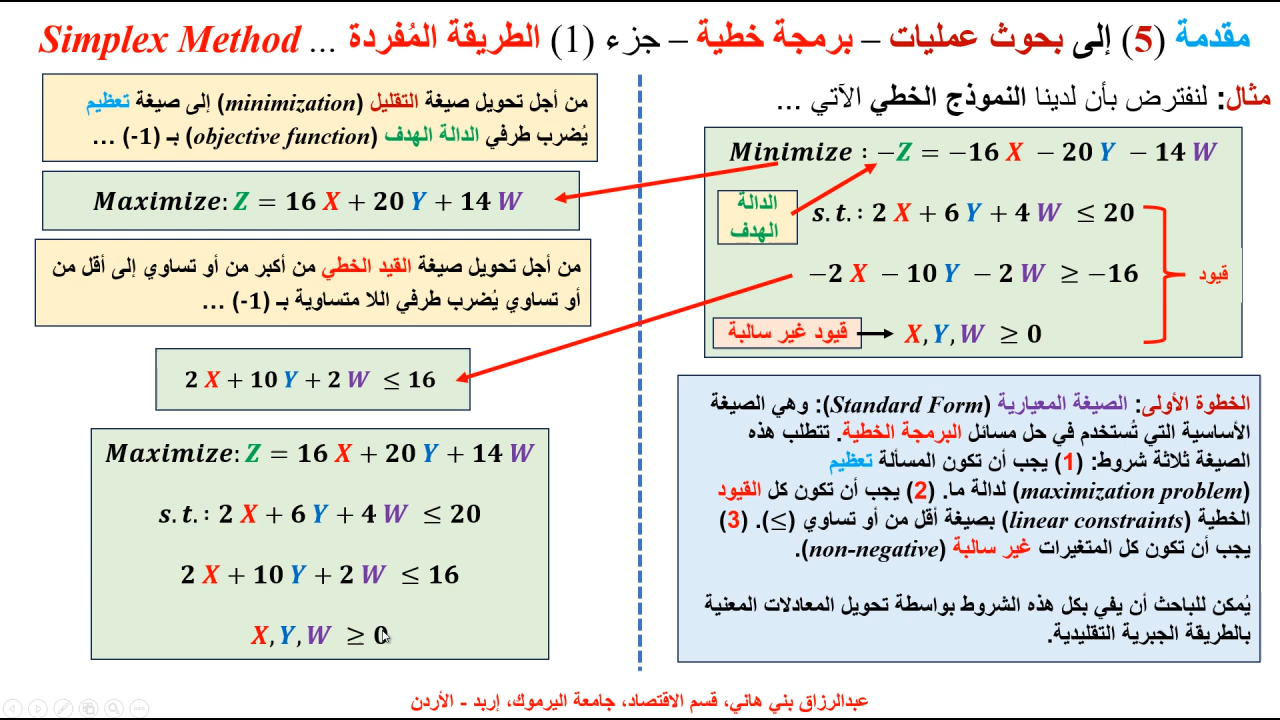 مقدمة (5) إلى بحوث عمليات – برمجة خطية – جزء (1) الطريقة المُفردة ... Simplex Method
مثال: لنفترض بأن لدينا النموذج الخطي الآتي ...
Minimize : −Z = −16 X − 20 Y − 14 W
الدالة
الهدف
s.t. : 2 X + 6 Y + 4 W ≤ 20
−2 X − 10 Y − 2 W ≥ −16
قيود
قيود غير سالبة
X, Y, W ≥ 0
الخطوة الأولى: الصيغة المعيارية (Standard Form): وهي الصيغة
الأساسية التي تُستخدم في حل مسائل البرمجة الخطية. تتطلب هذه
الصيغة ثلاثة شروط: (1) يجب أن تكون المسألة تعظيم
(maximization problem) لدالة ما. (2) يجب أن تكون كل القيود
الخطية (linear constraints) بصيغة أقل من أو تساوي (≥). (3)
يجب أن تكون كل المتغيرات غير سالبة (non-negative).
يُمكن للباحث أن يفي بكل هذه الشروط بواسطة تحويل المعادلات المعنية
بالطريقة الجبرية التقليدية.
من أجل تحويل صيغة التقليل (minimization) إلى صيغة تعظيم
يُضرب طرفي الدالة الهدف (objective function) بـ (1-) ...
Maximize: Z = 16 X + 20 Y + 14 W
من أجل تحويل صيغة القيد الخطي من أكبر من أو تساوي إلى أقل من
أو تساوي يُضرب طرفي اللا متساوية بـ (1-) ...
2 X + 10 Y + 2 W ≤ 16
Maximize: Z = 16 X + 20 Y + 14 W
s.t. : 2 X + 6 Y + 4 W ≤ 20
2 X + 10 Y + 2 W ≤ 16
X, Y, W ≥ 0
عبدالرزاق بني هاني، قسم الاقتصاد، جامعة اليرموك، إربد - الأردن